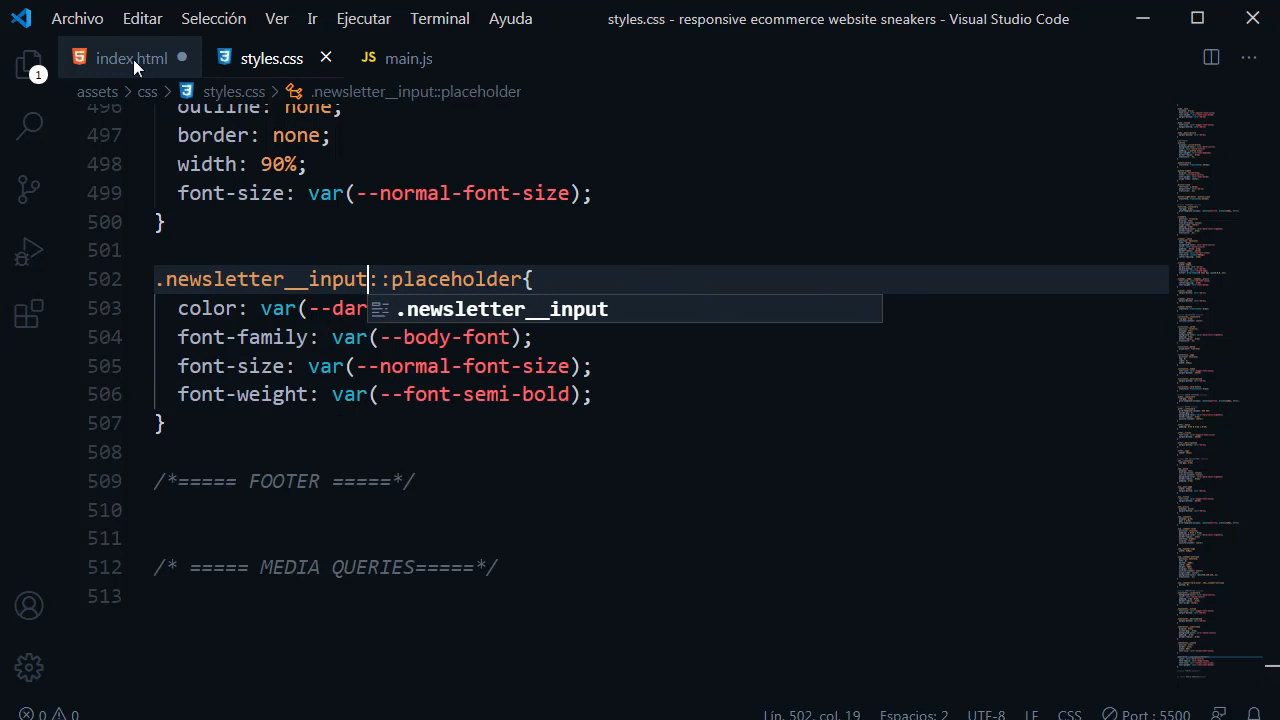 Archivo Editar Selección Ver Ir Ejecutar Terminal Ayuda styles.css - responsive ecommerce website sneakers - Visual Studio Code
index.html styles.css JS main.js
1
assets > css > styles.css > .newsletter__input::placeholder
496 outline: none;
497 border: none;
498 width: 90%;
499 font-size: var(--normal-font-size);
500 }
501
502 .newsletter__input::placeholder{
503 color: var(--dar
.newsletter__input
504 font-family: var(--body-font);
505 font-size: var(--normal-font-size);
506 font-weight: var(--font-semi-bold);
507 }
508
509 /*===== FOOTER =====*/
510
511
512 /* ===== MEDIA QUERIES=====*/
513
0 0 Lín. 502, col. 19 Espacios: 2 UTF-8 LF CSS Port : 5500